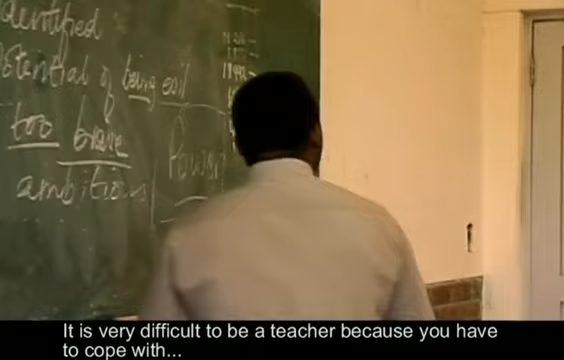 identified
potential of being evil
too brave
ambitious
Power
It is very difficult to be a teacher because you have
to cope with...